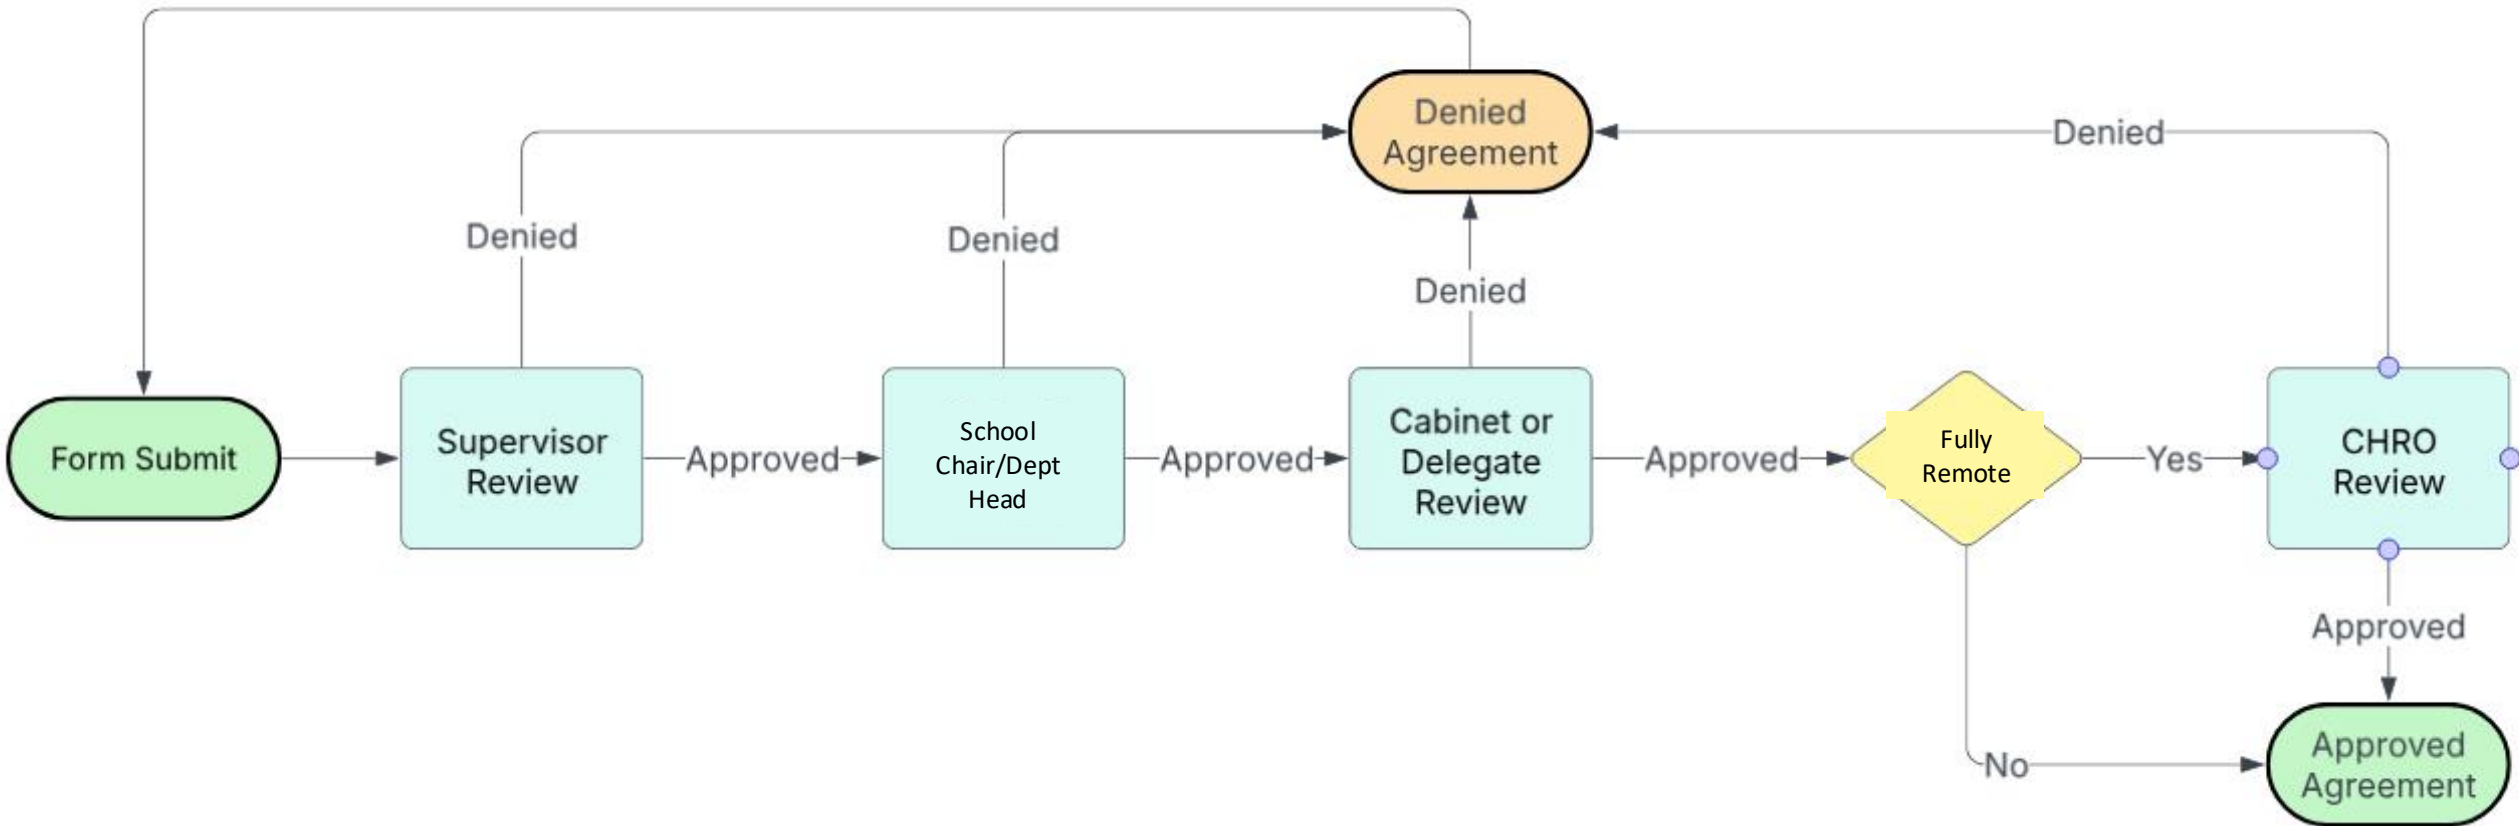 Denied
Agreement
Denied
Denied
Denied
Denied
Form Submit
Supervisor
Review
Approved
School
Chair/Dept
Head
Approved
Cabinet or
Delegate
Review
Approved
Fully
Remote
Yes
CHRO
Review
Approved
No
Approved
Agreement